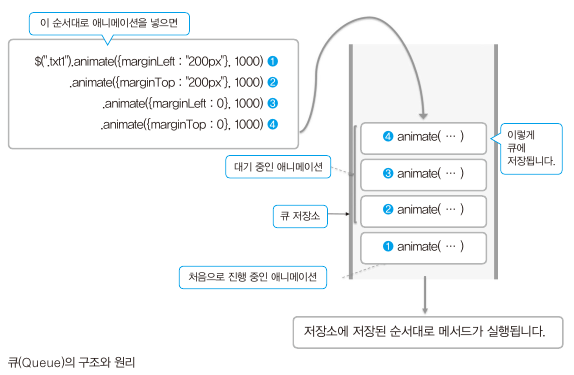 이 순서대로 애니메이션을 넣으면
$(".txt1").animate({marginLeft : "200px"}, 1000) ❶
.animate({marginTop : "200px"}, 1000) ❷
.animate({marginLeft : 0}, 1000) ❸
.animate({marginTop : 0}, 1000) ❹
❹ animate( … )
이렇게
큐에
저장됩니다.
대기 중인 애니메이션
❸ animate( … )
큐 저장소
❷ animate( … )
❶ animate( … )
처음으로 진행 중인 애니메이션
저장소에 저장된 순서대로 메서드가 실행됩니다.
큐(Queue)의 구조와 원리